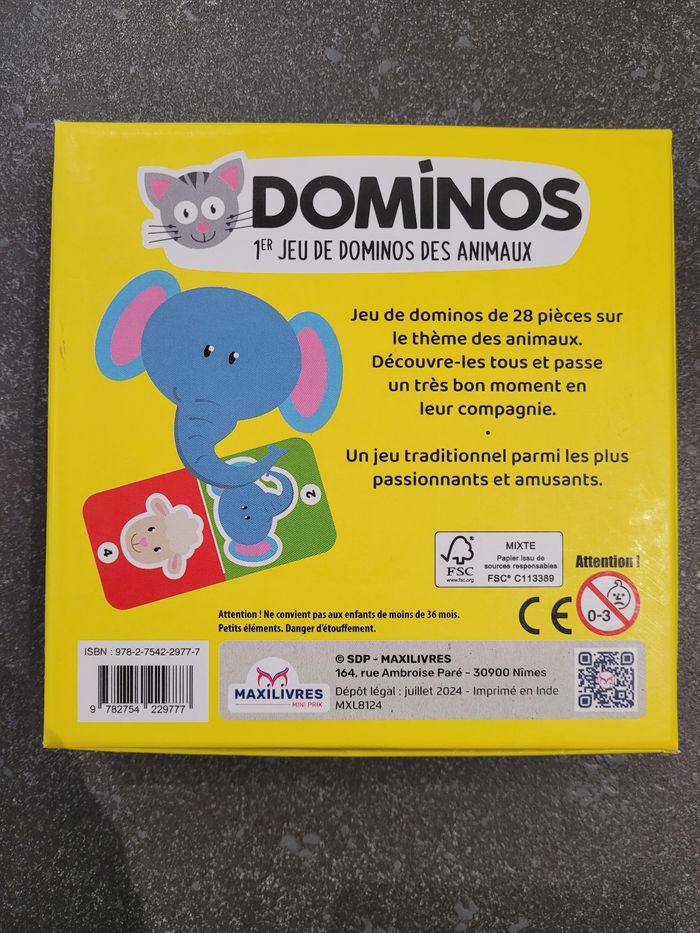 DOMINOS
1ER JEU DE DOMINOS DES ANIMAUX
Jeu de dominos de 28 pièces sur
le thème des animaux.
Découvre-les tous et passe
un très bon moment en
leur compagnie.
•
Un jeu traditionnel parmi les plus
passionnants et amusants.
4
2
FSC
www.fsc.org
MIXTE
Papier issu de
sources responsables
FSC® C113389
Attention !
0-3
CE
Attention ! Ne convient pas aux enfants de moins de 36 mois.
Petits éléments. Danger d'étouffement.
ISBN : 978-2-7542-2977-7
9 782754 229777
MAXILIVRES
MINI PRIX
© SDP - MAXILIVRES
164, rue Ambroise Paré - 30900 Nîmes
Dépôt légal : juillet 2024 - Imprimé en Inde
MXL8124